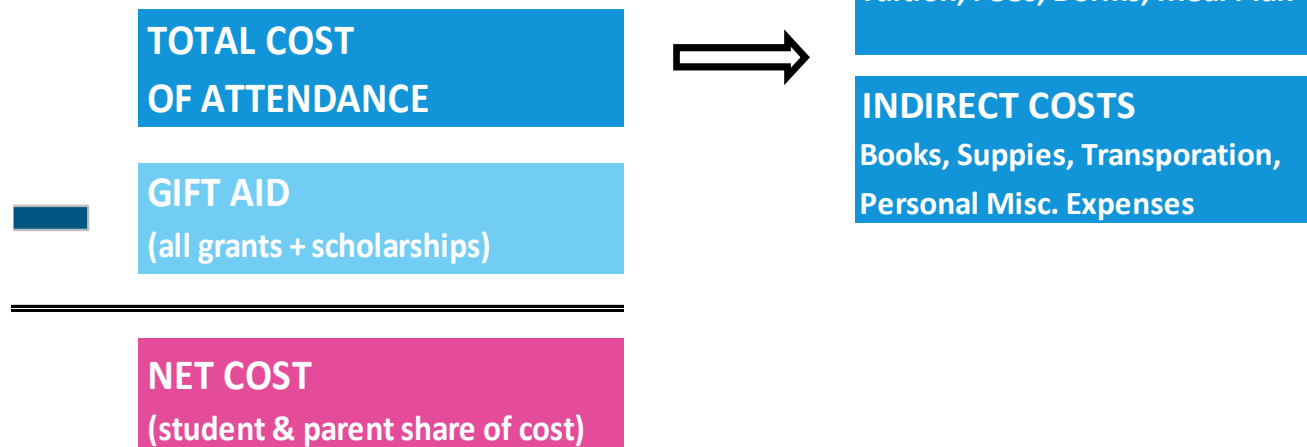 TOTAL COST
OF ATTENDANCE
GIFT AID
(all grants + scholarships)
NET COST
(student & parent share of cost)
INDIRECT COSTS
Books, Suppies, Transporation,
Personal Misc. Expenses